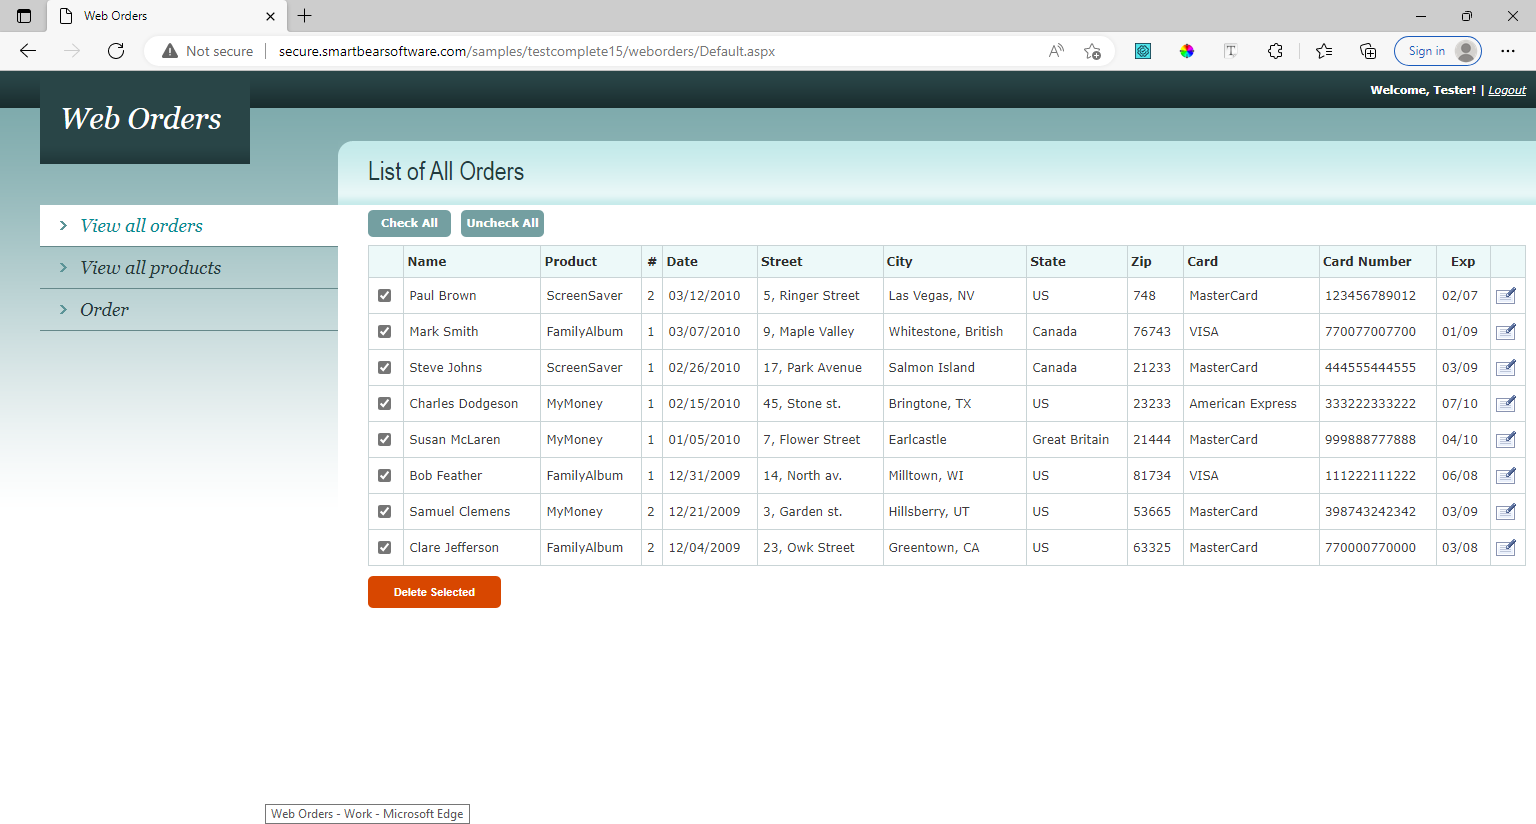 Web Orders
Not secure secure.smartbearsoftware.com/samples/testcomplete15/weborders/Default.aspx Sign in
Welcome, Tester! | Logout
Web Orders
List of All Orders
View all orders
View all products
Order
Check All Uncheck All
Name Product # Date Street City State Zip Card Card Number Exp
Paul Brown ScreenSaver 2 03/12/2010 5, Ringer Street Las Vegas, NV US 748 MasterCard 123456789012 02/07
Mark Smith FamilyAlbum 1 03/07/2010 9, Maple Valley Whitestone, British Canada 76743 VISA 770077007700 01/09
Steve Johns ScreenSaver 1 02/26/2010 17, Park Avenue Salmon Island Canada 21233 MasterCard 444555444555 03/09
Charles Dodgeson MyMoney 1 02/15/2010 45, Stone st. Bringtone, TX US 23233 American Express 333222333222 07/10
Susan McLaren MyMoney 1 01/05/2010 7, Flower Street Earlcastle Great Britain 21444 MasterCard 999888777888 04/10
Bob Feather FamilyAlbum 1 12/31/2009 14, North av. Milltown, WI US 81734 VISA 111222111222 06/08
Samuel Clemens MyMoney 2 12/21/2009 3, Garden st. Hillsberry, UT US 53665 MasterCard 398743242342 03/09
Clare Jefferson FamilyAlbum 2 12/04/2009 23, Owk Street Greentown, CA US 63325 MasterCard 770000770000 03/08
Delete Selected
Web Orders - Work - Microsoft Edge